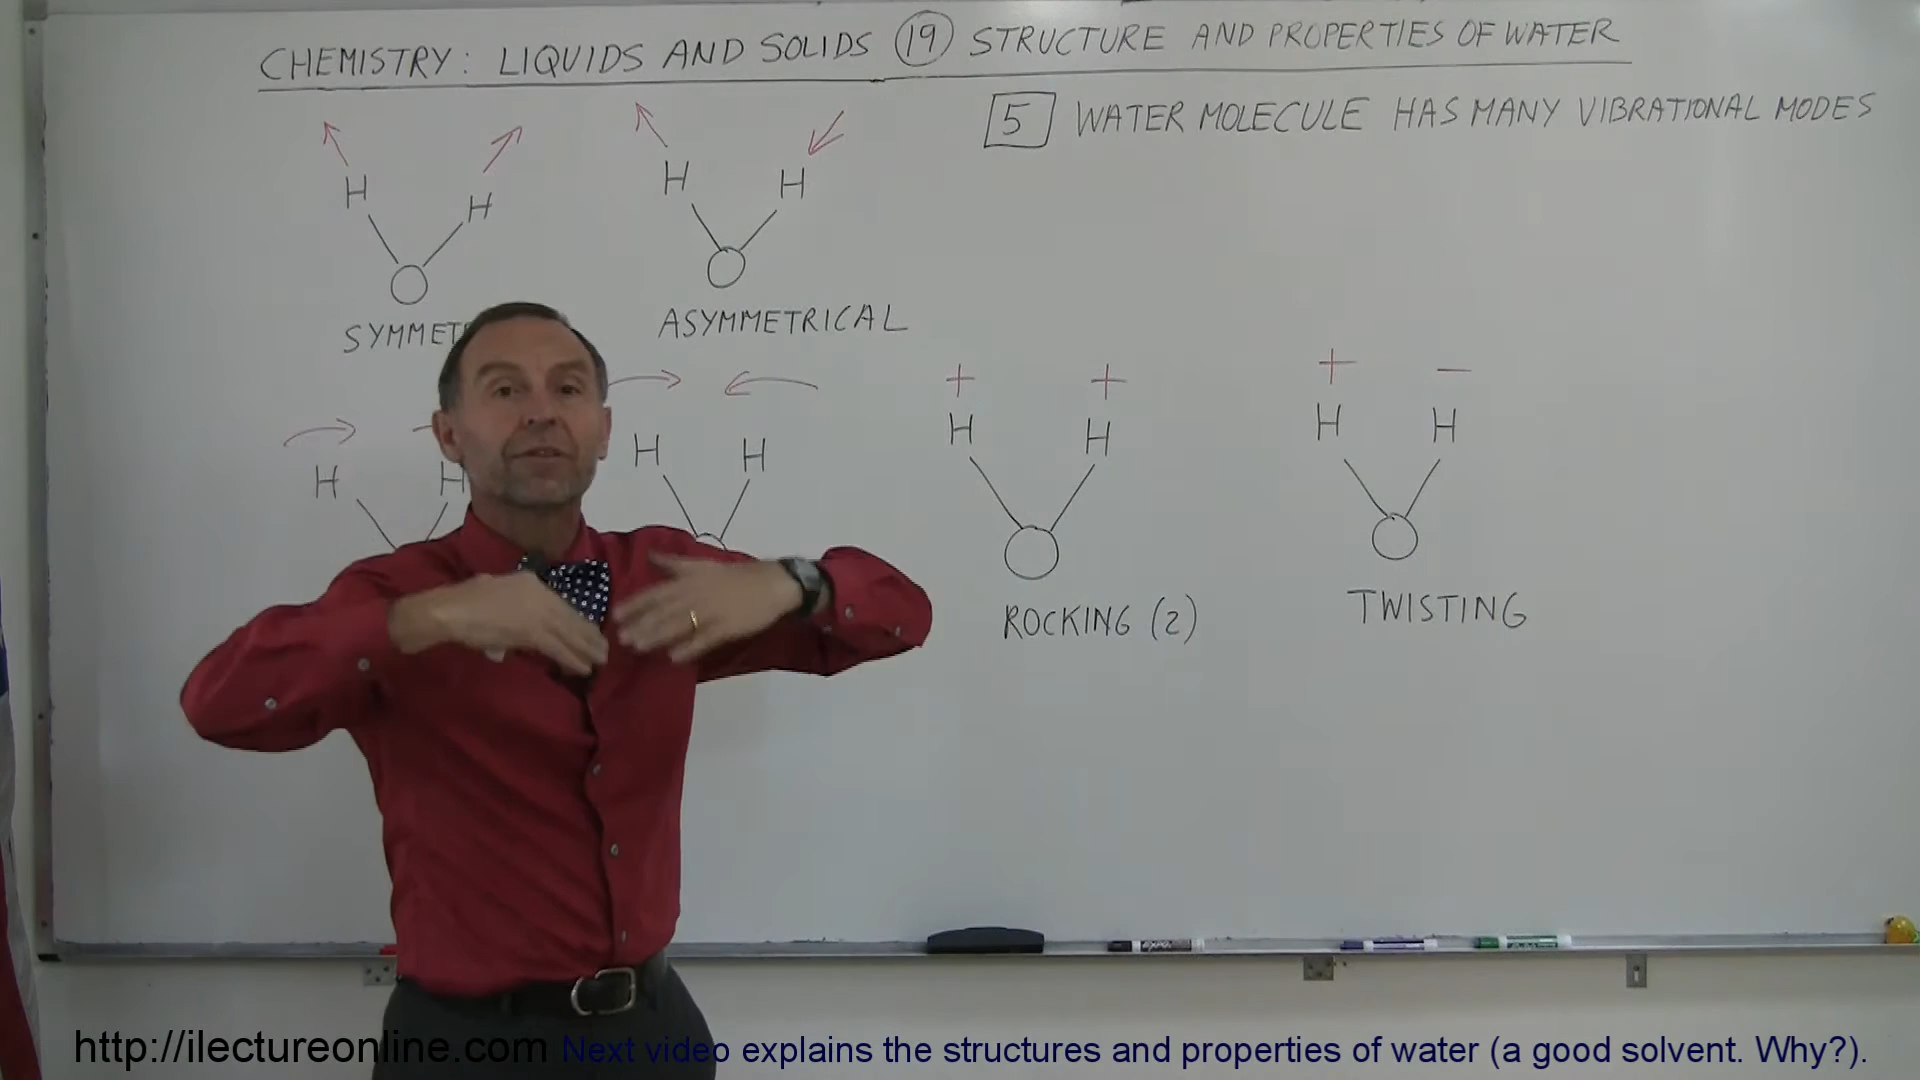 CHEMISTRY: LIQUIDS AND SOLIDS 19 STRUCTURE AND PROPERTIES OF WATER
5 WATER MOLECULE HAS MANY VIBRATIONAL MODES
H H
H H
O
O
ASYMMETRICAL
+ + + -
H H
H H
H H
H H
O
O
ROCKING (2)
TWISTING
EXPO
http://ilectureonline.com Next video explains the structures and properties of water (a good solvent. Why?).